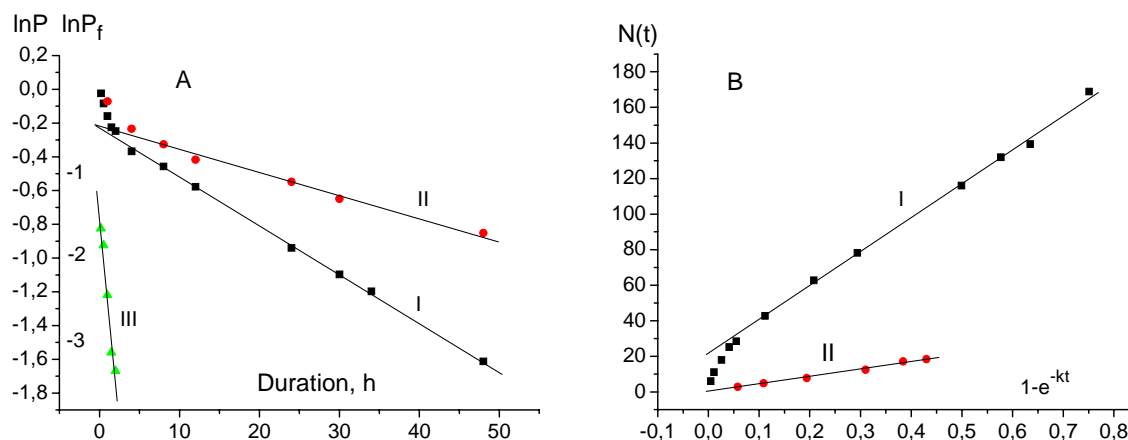 lnP lnP_f
A
0,2
0,0
-0,2
-0,4
-0,6
-0,8
-1,0
-1,2
-1,4
-1,6
-1,8
-1
-2
-3
II
I
III
Duration, h
0 10 20 30 40 50
N(t)
B
180
160
140
120
100
80
60
40
20
0
I
II
1-e^-kt
-0,1 0,0 0,1 0,2 0,3 0,4 0,5 0,6 0,7 0,8